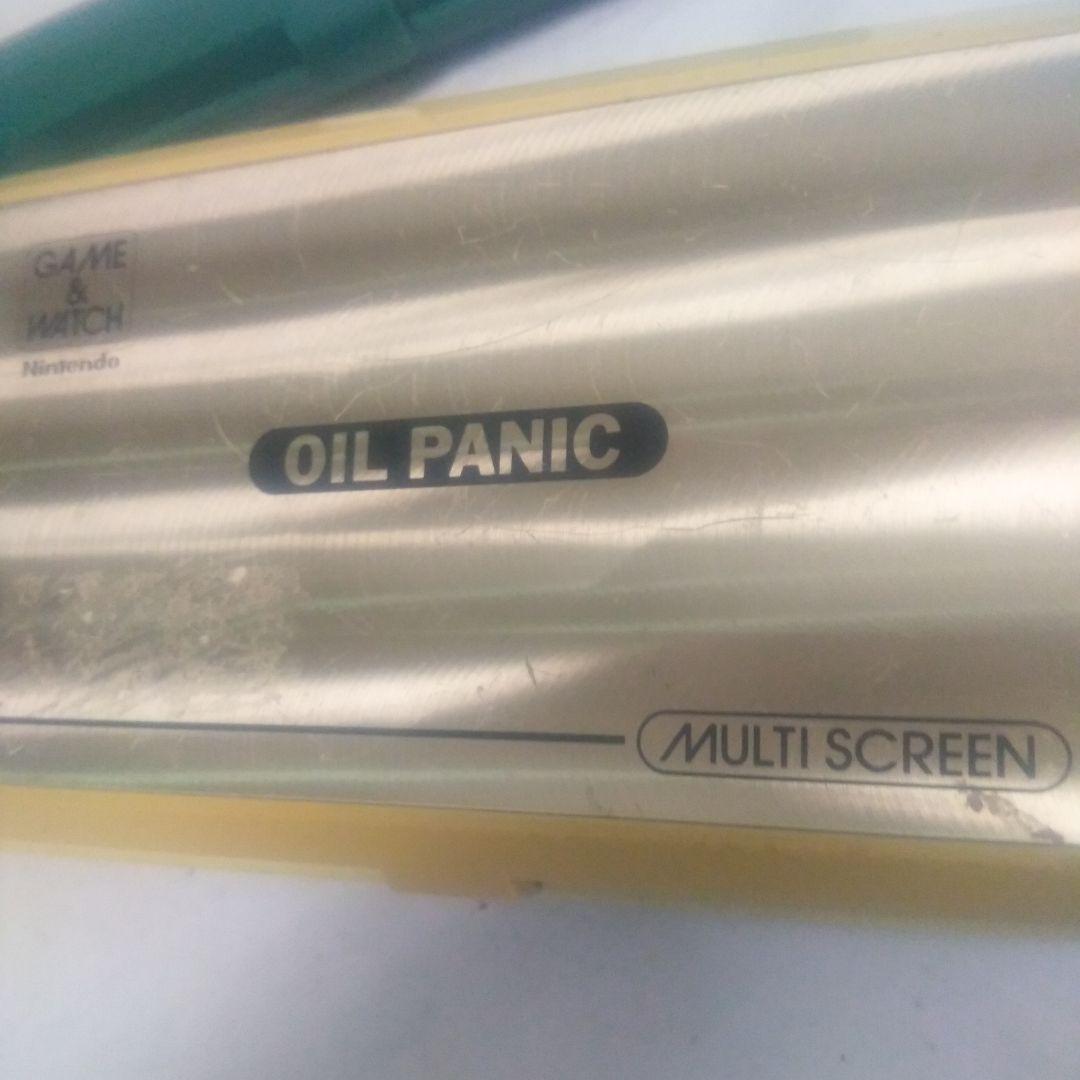 GAME
&
WATCH
Nintendo
OIL PANIC
MULTI SCREEN